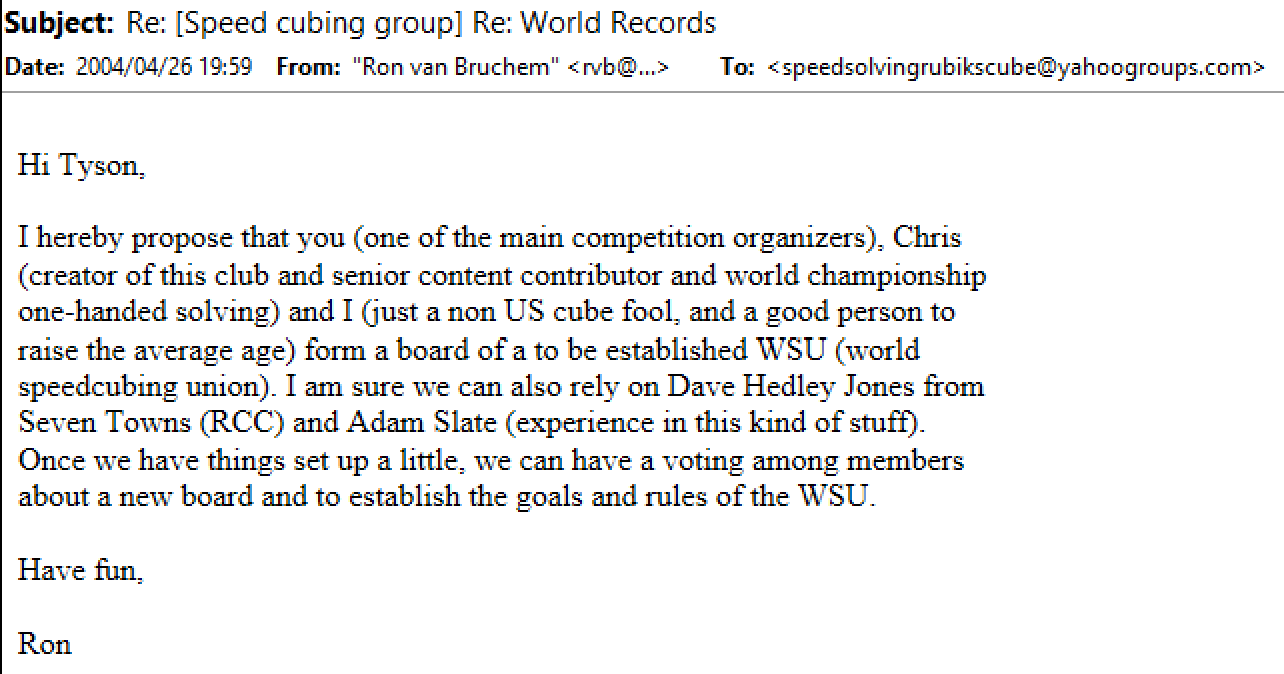 Subject: Re: [Speed cubing group] Re: World Records
Date: 2004/04/26 19:59 From: "Ron van Bruchem" <rvb@...> To: <speedsolvingrubikscube@yahoogroups.com>
Hi Tyson,
I hereby propose that you (one of the main competition organizers), Chris
(creator of this club and senior content contributor and world championship
one-handed solving) and I (just a non US cube fool, and a good person to
raise the average age) form a board of a to be established WSU (world
speedcubing union). I am sure we can also rely on Dave Hedley Jones from
Seven Towns (RCC) and Adam Slate (experience in this kind of stuff).
Once we have things set up a little, we can have a voting among members
about a new board and to establish the goals and rules of the WSU.
Have fun,
Ron